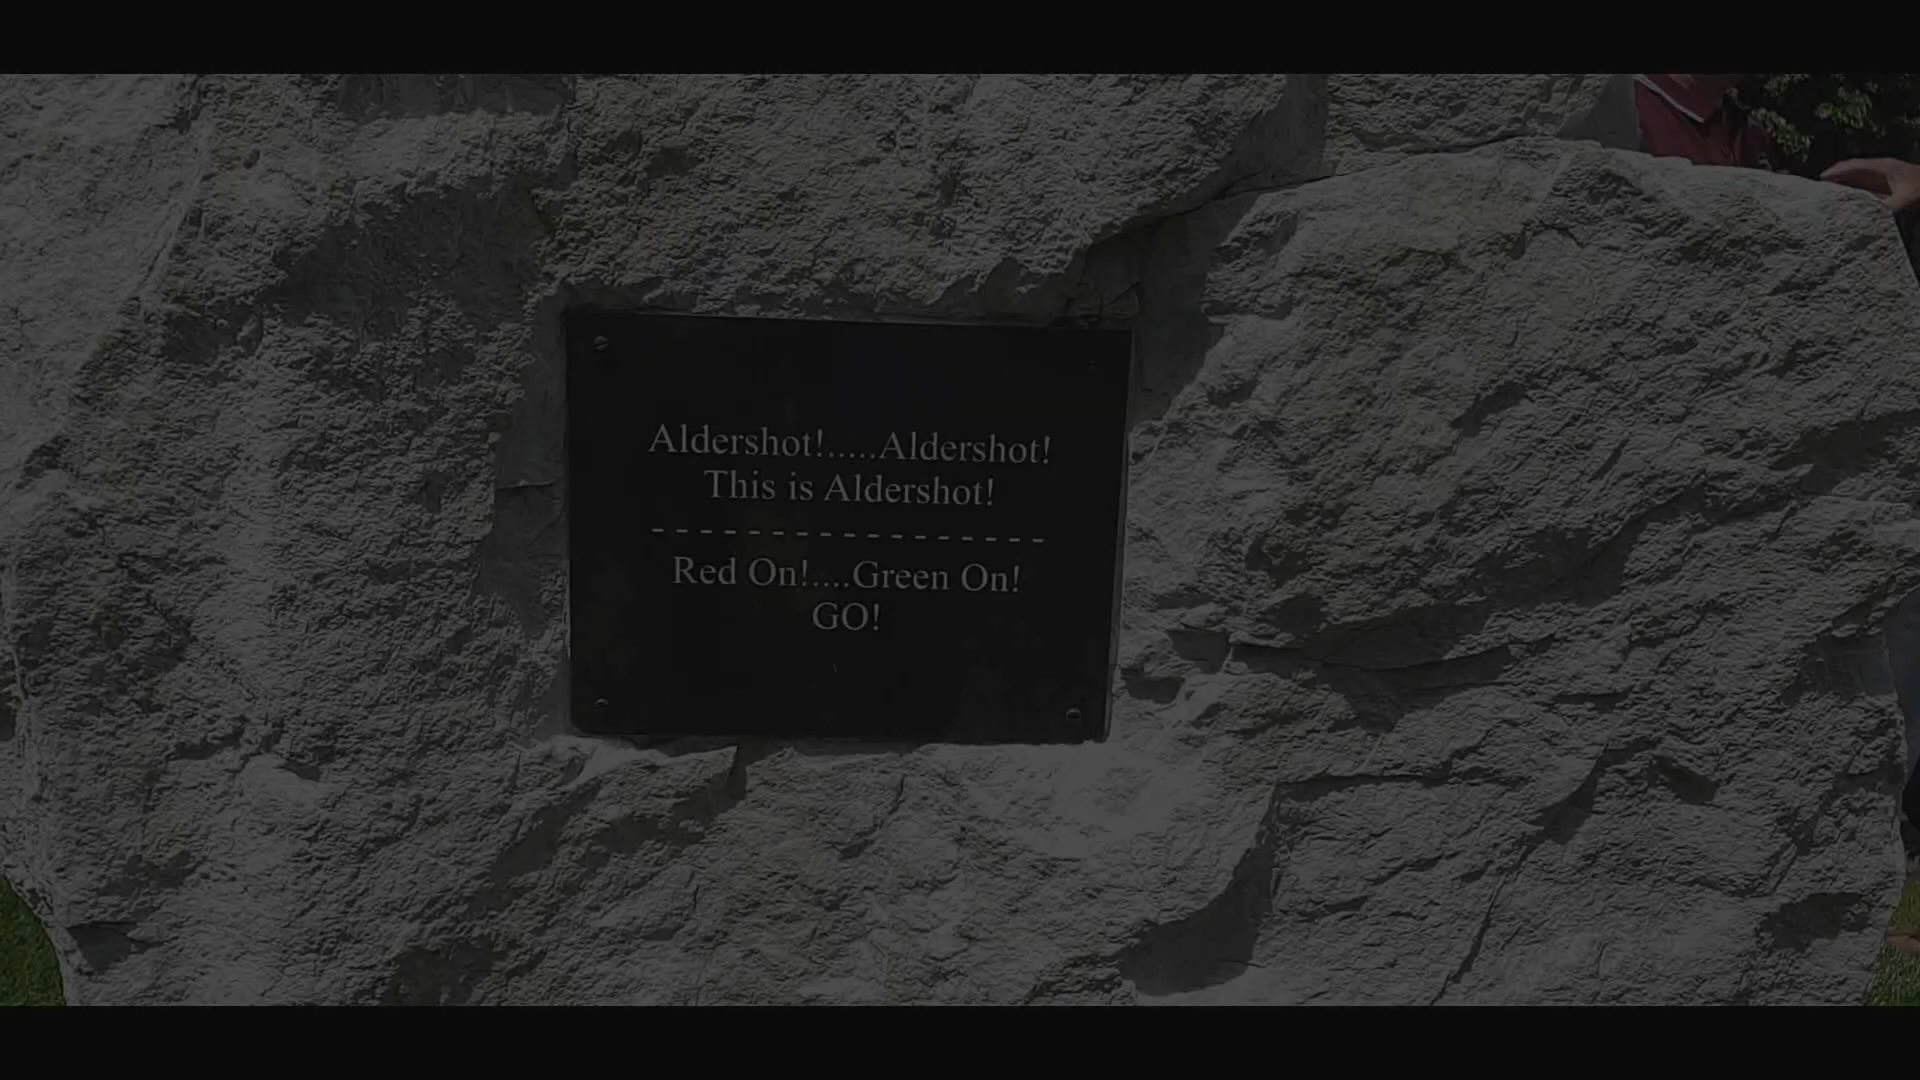 Aldershot!.....Aldershot!
This is Aldershot!
- - - - - - - - - - - - - - - - -
Red On!....Green On!
GO!